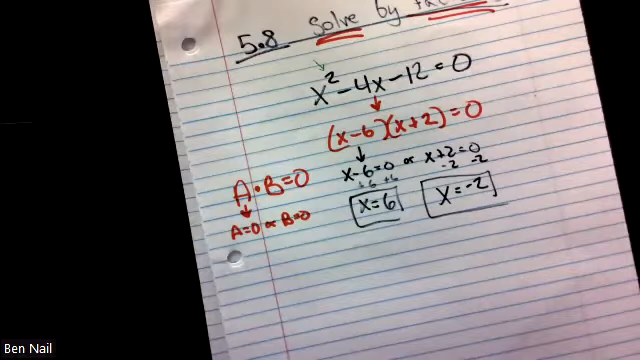 5.8 Solve by
x² - 4x - 12 = 0
(x-6)(x+2) = 0
x-6=0 or x+2=0
+6 +6 -2 -2
A·B=0
x=6 x=-2
A=0 or B=0
Ben Nail